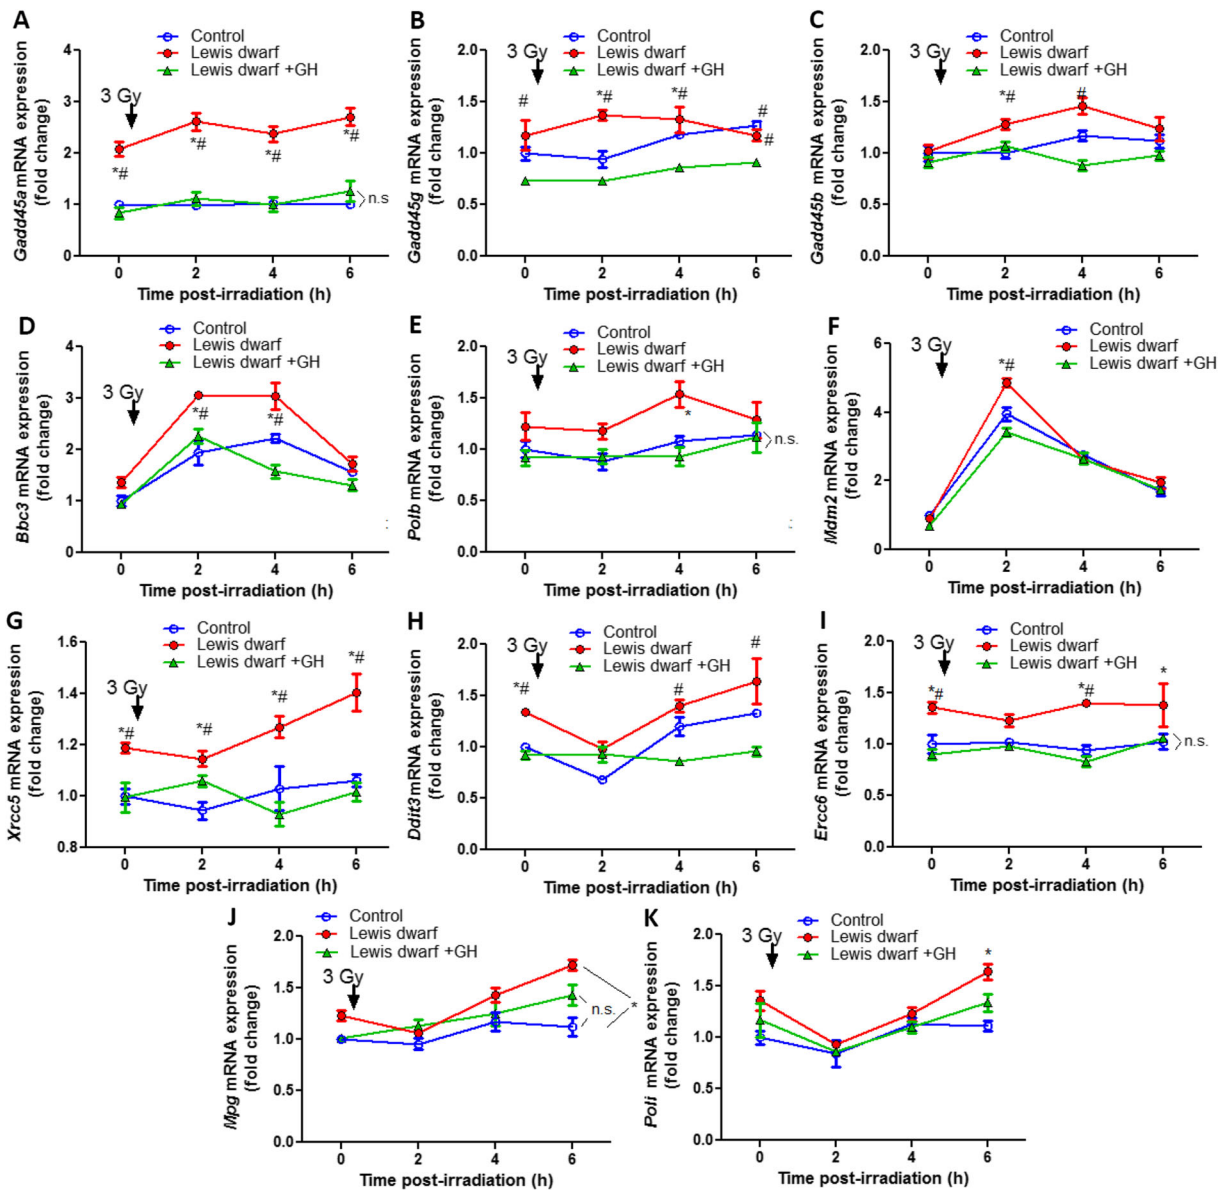 A
Control
Lewis dwarf
Lewis dwarf +GH
3 Gy
Gadd45a mRNA expression
(fold change)
4
3
2
1
0
*#
*#
*#
*#
n.s
0 2 4 6
Time post-irradiation (h)
B
Control
Lewis dwarf
Lewis dwarf +GH
3 Gy
Gadd45g mRNA expression
(fold change)
2.0
1.5
1.0
0.5
0.0
#
*#
*#
#
#
0 2 4 6
Time post-irradiation (h)
C
Control
Lewis dwarf
Lewis dwarf +GH
3 Gy
Gadd45b mRNA expression
(fold change)
2.0
1.5
1.0
0.5
0.0
*#
#
0 2 4 6
Time post-irradiation (h)
D
Control
Lewis dwarf
Lewis dwarf +GH
3 Gy
Bbc3 mRNA expression
(fold change)
4
3
2
1
0
*#
*#
0 2 4 6
Time post-irradiation (h)
E
Control
Lewis dwarf
Lewis dwarf +GH
3 Gy
Polb mRNA expression
(fold change)
2.0
1.5
1.0
0.5
0.0
*
n.s.
0 2 4 6
Time post-irradiation (h)
F
Control
Lewis dwarf
Lewis dwarf +GH
3 Gy
Mdm2 mRNA expression
(fold change)
6
4
2
0
*#
0 2 4 6
Time post-irradiation (h)
G
Control
Lewis dwarf
Lewis dwarf +GH
3 Gy
Xrcc5 mRNA expression
(fold change)
1.6
1.4
1.2
1.0
0.8
*#
*#
*#
*#
0 2 4 6
Time post-irradiation (h)
H
Control
Lewis dwarf
Lewis dwarf +GH
3 Gy
Ddit3 mRNA expression
(fold change)
2.0
1.5
1.0
0.5
0.0
*#
#
#
0 2 4 6
Time post-irradiation (h)
I
Control
Lewis dwarf
Lewis dwarf +GH
3 Gy
Ercc6 mRNA expression
(fold change)
2.0
1.5
1.0
0.5
0.0
*#
*#
*
n.s.
0 2 4 6
Time post-irradiation (h)
J
Control
Lewis dwarf
Lewis dwarf +GH
3 Gy
Mpg mRNA expression
(fold change)
2.0
1.5
1.0
0.5
0.0
n.s.
*
0 2 4 6
Time post-irradiation (h)
K
Control
Lewis dwarf
Lewis dwarf +GH
3 Gy
Poli mRNA expression
(fold change)
2.0
1.5
1.0
0.5
0.0
*
0 2 4 6
Time post-irradiation (h)